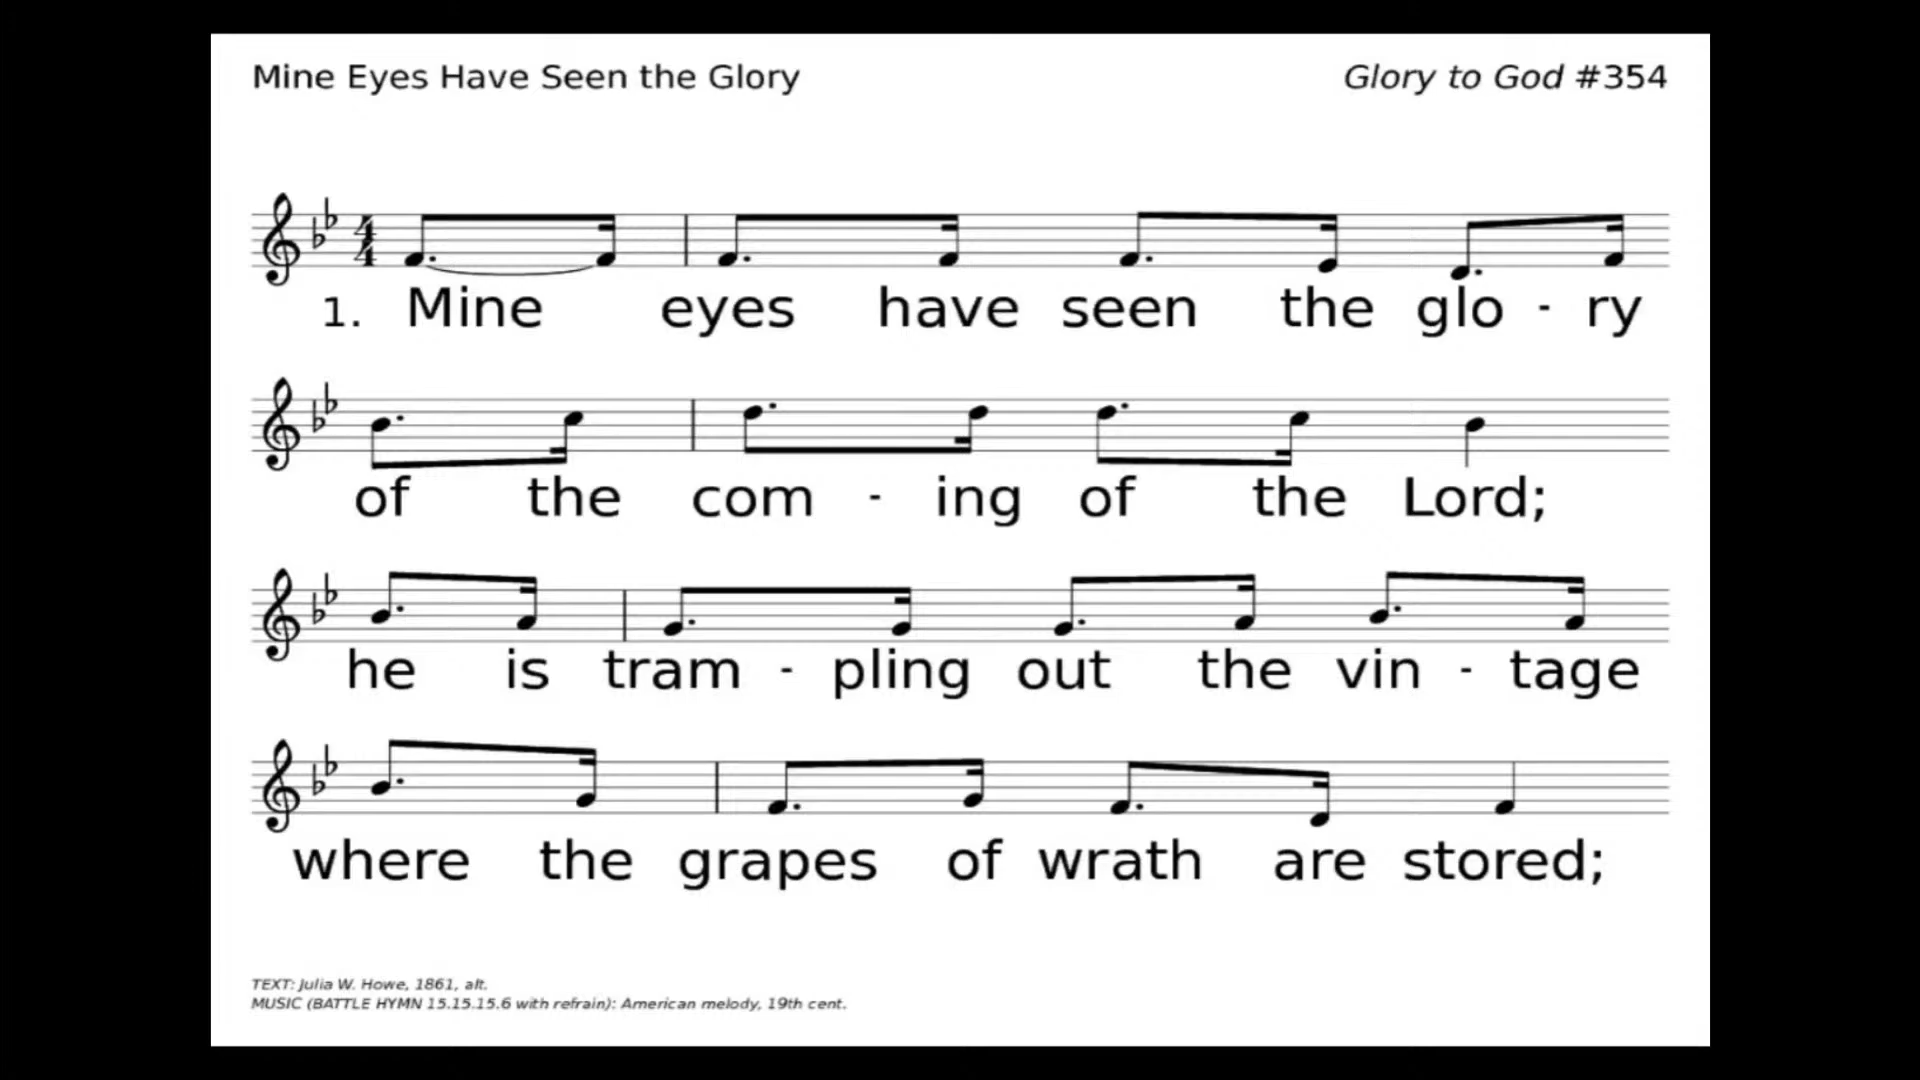 Mine Eyes Have Seen the Glory
Glory to God #354
1. Mine eyes have seen the glo - ry
of the com - ing of the Lord;
he is tram - pling out the vin - tage
where the grapes of wrath are stored;
TEXT: Julia W. Howe, 1861, alt.
MUSIC (BATTLE HYMN 15.15.15.6 with refrain): American melody, 19th cent.